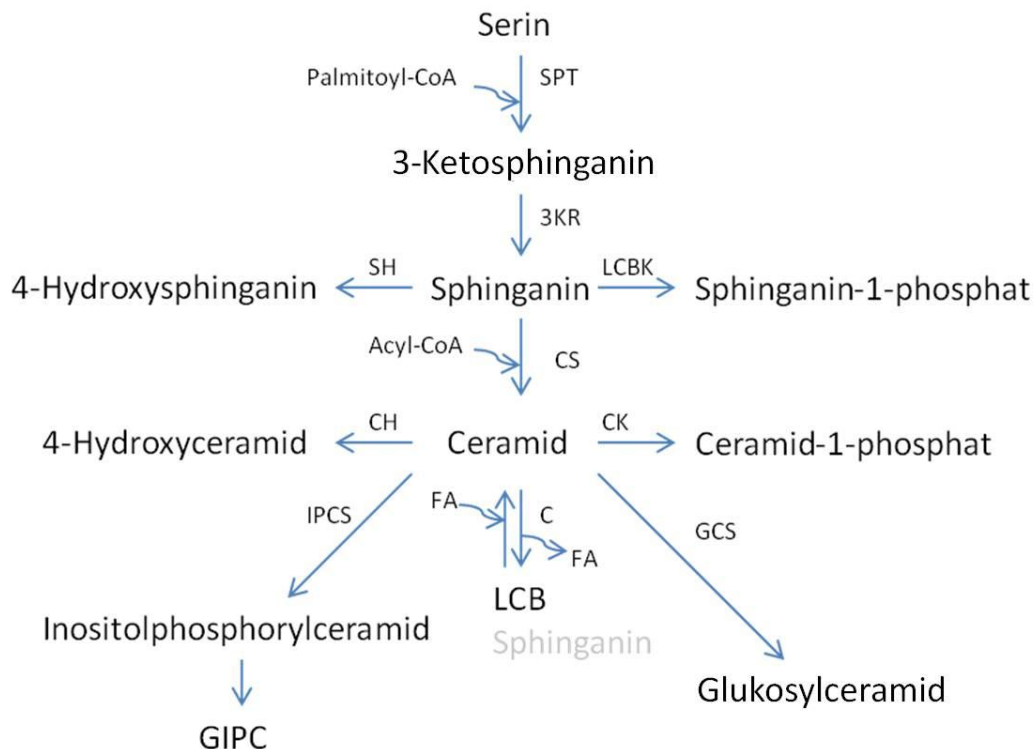 Serin
Palmitoyl-CoA
SPT
3-Ketosphinganin
3KR
SH
LCBK
4-Hydroxysphinganin
Sphinganin
Sphinganin-1-phosphat
Acyl-CoA
CS
CH
CK
4-Hydroxyceramid
Ceramid
Ceramid-1-phosphat
FA
IPCS
C
GCS
FA
LCB
Inositolphosphorylceramid
Sphinganin
Glukosylceramid
GIPC